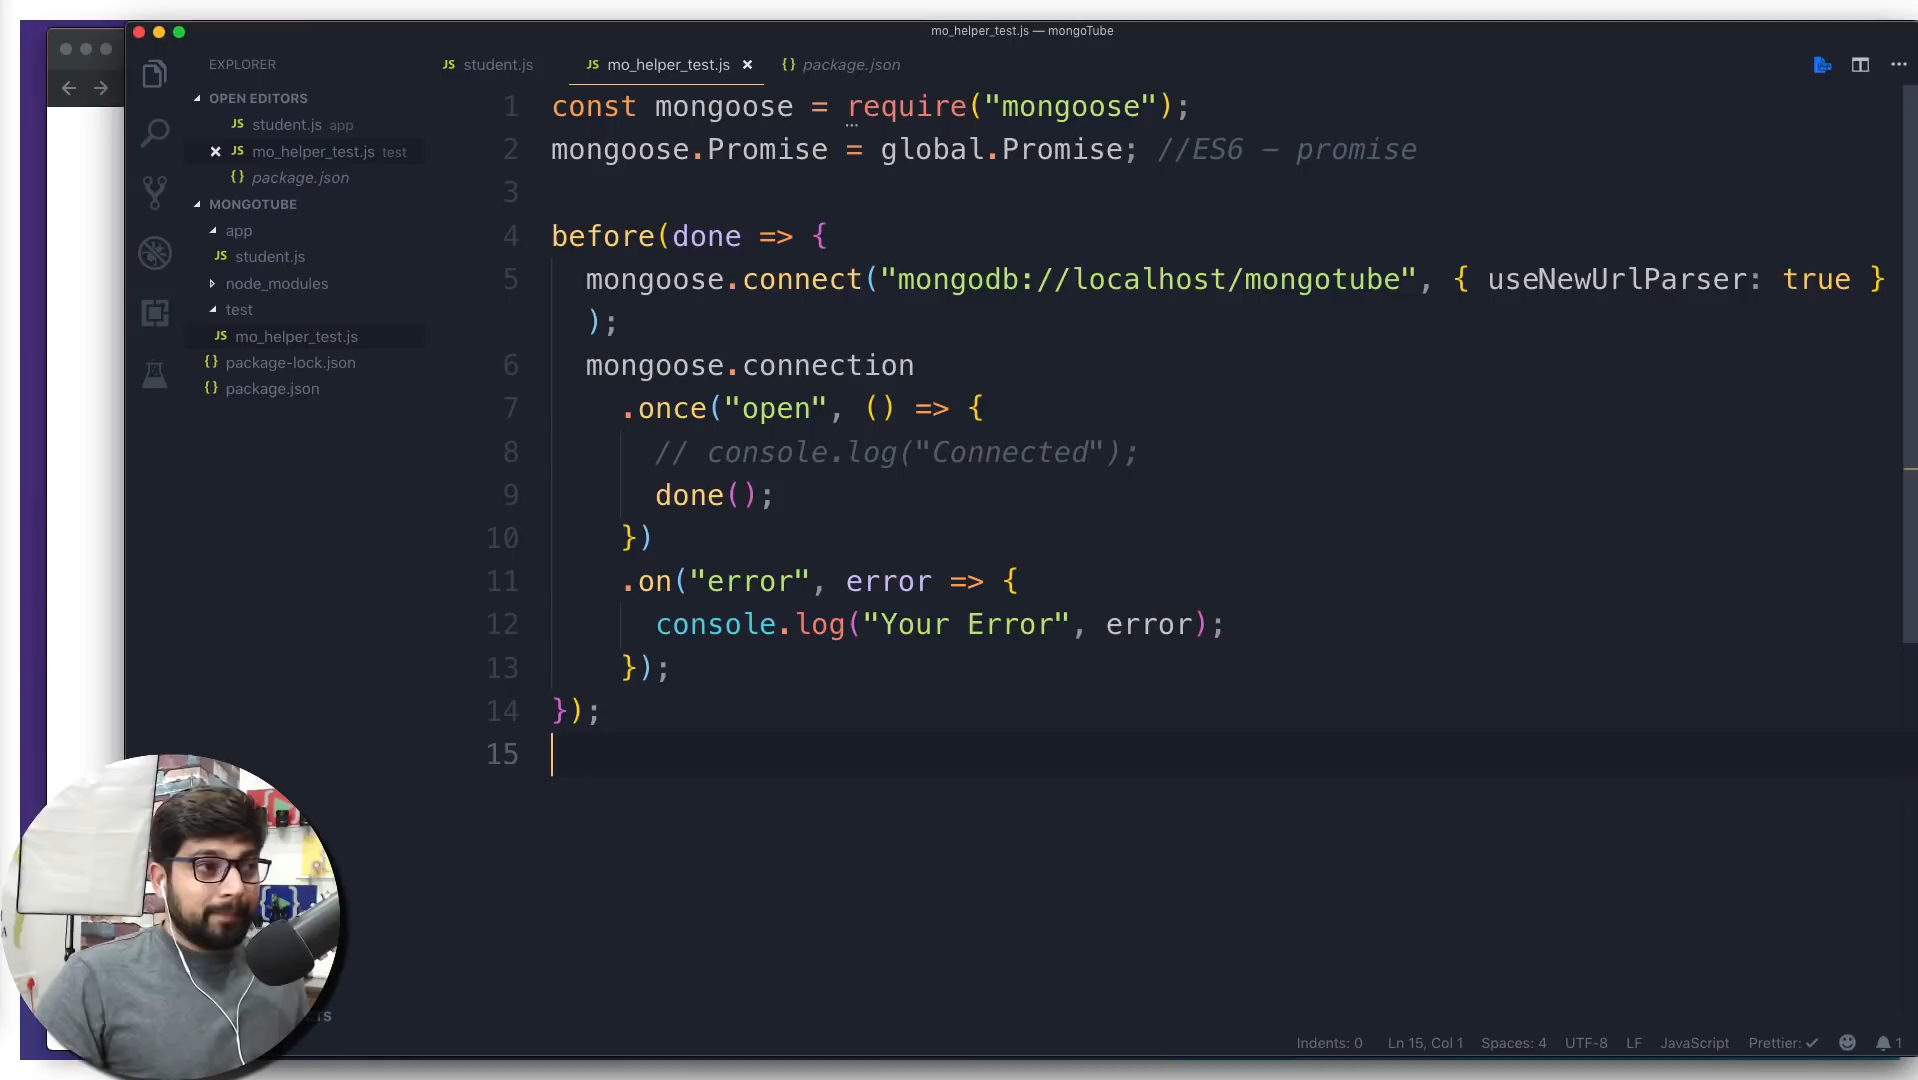 mo_helper_test.js — mongoTube
EXPLORER
JS student.js
JS mo_helper_test.js ×
{} package.json
OPEN EDITORS
JS student.js app
× JS mo_helper_test.js test
{} package.json
MONGOTUBE
app
JS student.js
node_modules
test
JS mo_helper_test.js
{} package-lock.json
{} package.json
1 const mongoose = require("mongoose");
2 mongoose.Promise = global.Promise; //ES6 – promise
3
4 before(done => {
5 mongoose.connect("mongodb://localhost/mongotube", { useNewUrlParser: true }
);
6 mongoose.connection
7 .once("open", () => {
8 // console.log("Connected");
9 done();
10 })
11 .on("error", error => {
12 console.log("Your Error", error);
13 });
14 });
15
Indents: 0 Ln 15, Col 1 Spaces: 4 UTF-8 LF JavaScript Prettier: ✓ 1